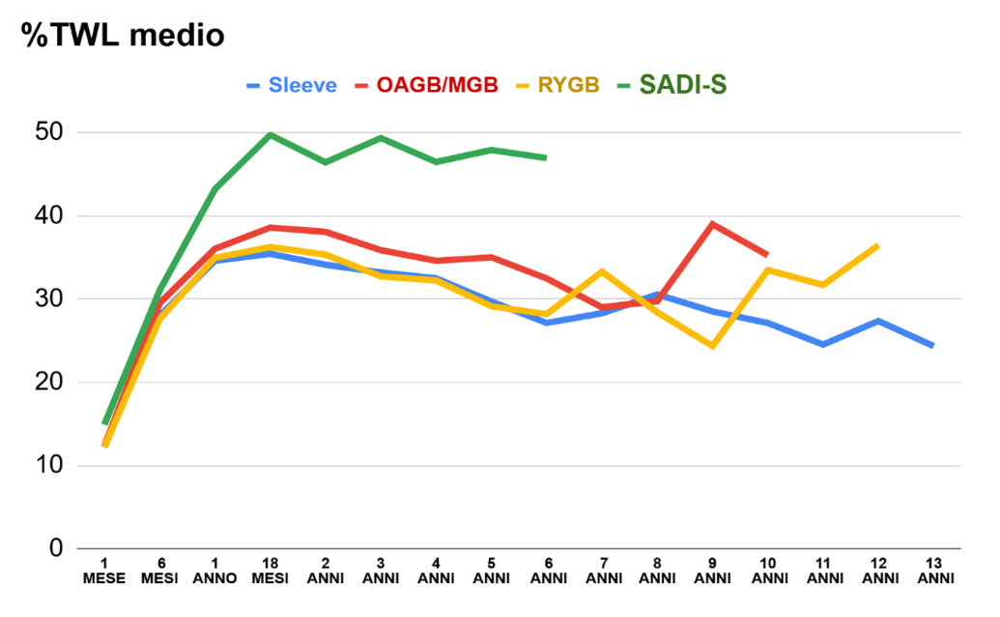 %TWL medio
Sleeve OAGB/MGB RYGB SADI-S
50
40
30
20
10
0
1 6 1 18 2 3 4 5 6 7 8 9 10 11 12 13
MESE MESI ANNO MESI ANNI ANNI ANNI ANNI ANNI ANNI ANNI ANNI ANNI ANNI ANNI ANNI